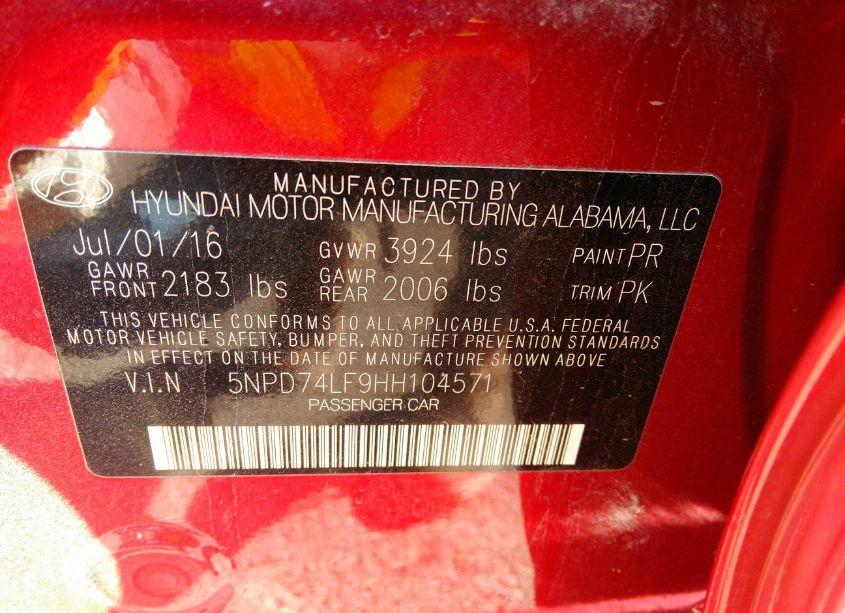 MANUFACTURED BY
HYUNDAI MOTOR MANUFACTURING ALABAMA, LLC
Jul/01/16 GVWR 3924 lbs PAINT PR
GAWR FRONT 2183 lbs GAWR REAR 2006 lbs TRIM PK
THIS VEHICLE CONFORMS TO ALL APPLICABLE U.S.A. FEDERAL
MOTOR VEHICLE SAFETY, BUMPER, AND THEFT PREVENTION STANDARDS
IN EFFECT ON THE DATE OF MANUFACTURE SHOWN ABOVE
V.I.N 5NPD74LF9HH104571
PASSENGER CAR